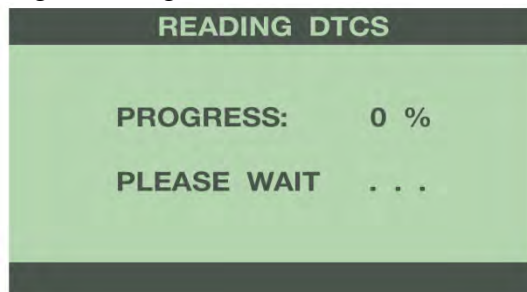 READING DTCS
PROGRESS: 0 %
PLEASE WAIT . . .